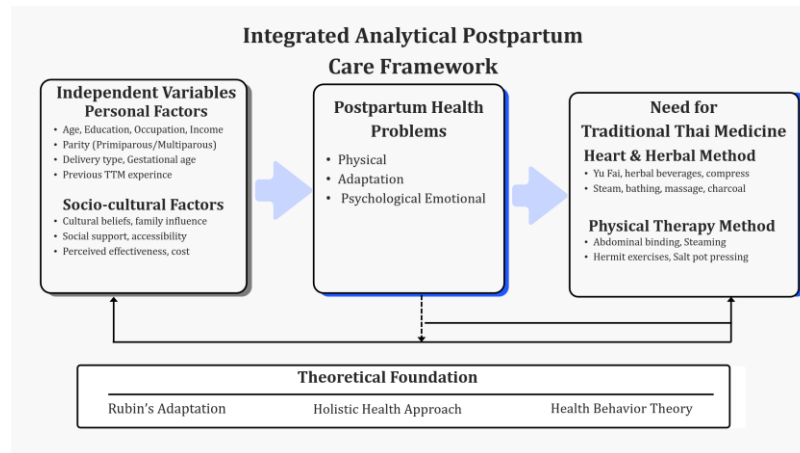 Integrated Analytical Postpartum
Care Framework
Independent Variables
Personal Factors
• Age, Education, Occupation, Income
• Parity (Primiparous/Multiparous)
• Delivery type, Gestational age
• Previous TTM experince
Socio-cultural Factors
• Cultural beliefs, family influence
• Social support, accessibility
• Perceived effectiveness, cost
Postpartum Health
Problems
• Physical
• Adaptation
• Psychological Emotional
Need for
Traditional Thai Medicine
Heart & Herbal Method
• Yu Fai, herbal beverages, compress
• Steam, bathing, massage, charcoal
Physical Therapy Method
• Abdominal binding, Steaming
• Hermit exercises, Salt pot pressing
Theoretical Foundation
Rubin's Adaptation
Holistic Health Approach
Health Behavior Theory